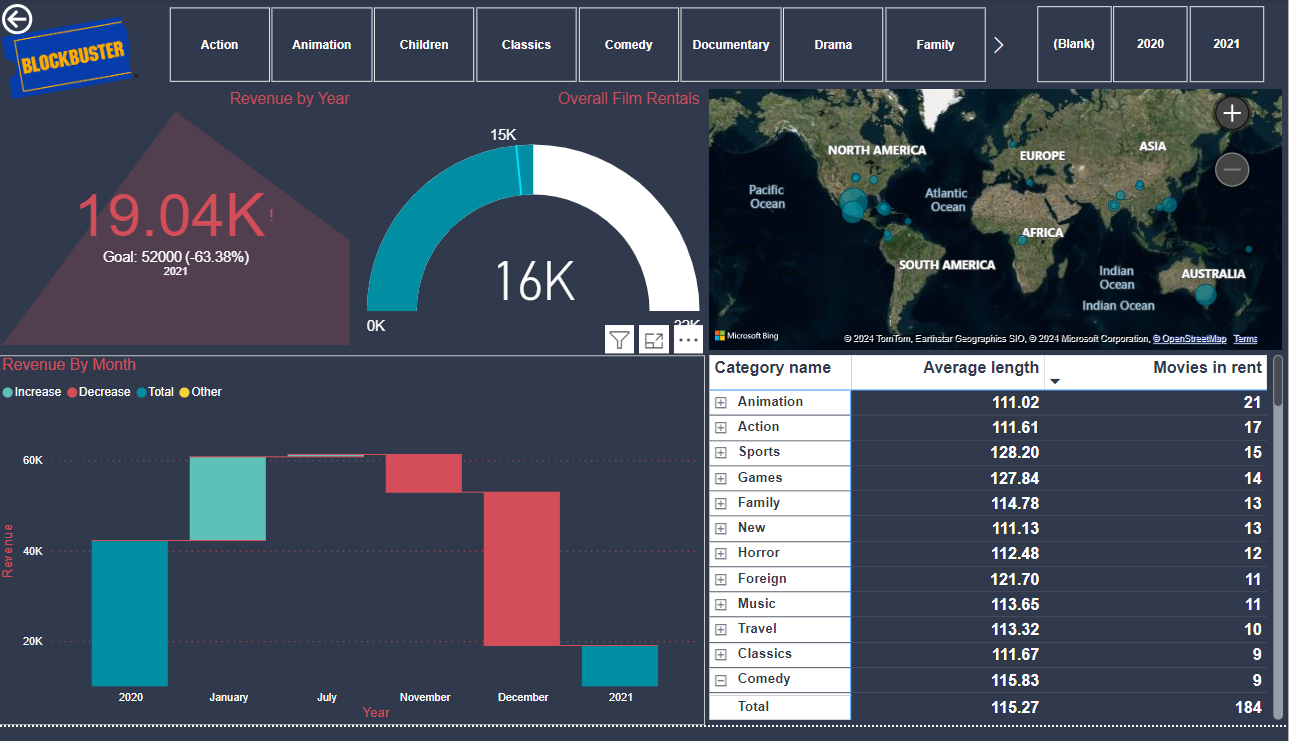 BLOCKBUSTER
Action
Animation
Children
Classics
Comedy
Documentary
Drama
Family
(Blank)
2020
2021
Revenue by Year
19.04K!
Goal: 52000 (-63.38%)
2021
Overall Film Rentals
15K
16K
0K
NORTH AMERICA
EUROPE
ASIA
Pacific
Ocean
Atlantic
Ocean
AFRICA
SOUTH AMERICA
Indian
Ocean
AUSTRALIA
Indian Ocean
Microsoft Bing
© 2024 TomTom, Earthstar Geographics SIO, © 2024 Microsoft Corporation, © OpenStreetMap Terms
Revenue By Month
Increase Decrease Total Other
Revenue
60K
40K
20K
2020 January July November December 2021
Year
Category name Average length Movies in rent
Animation 111.02 21
Action 111.61 17
Sports 128.20 15
Games 127.84 14
Family 114.78 13
New 111.13 13
Horror 112.48 12
Foreign 121.70 11
Music 113.65 11
Travel 113.32 10
Classics 111.67 9
Comedy 115.83 9
Total 115.27 184